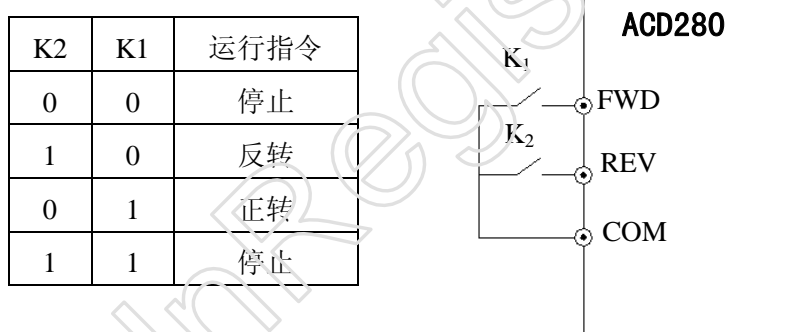 K2 K1 运行指令
0 0 停止
1 0 反转
0 1 正转
1 1 停止
ACD280
K₁
FWD
K₂
REV
COM